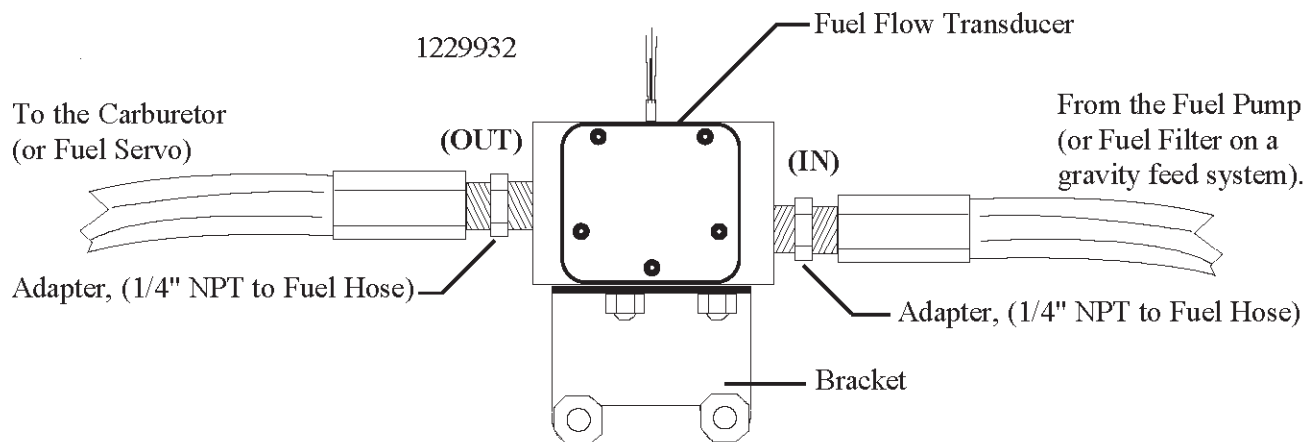 1229932
Fuel Flow Transducer
To the Carburetor
(or Fuel Servo)
(OUT)
(IN)
From the Fuel Pump
(or Fuel Filter on a
gravity feed system).
Adapter, (1/4" NPT to Fuel Hose)
Adapter, (1/4" NPT to Fuel Hose)
Bracket